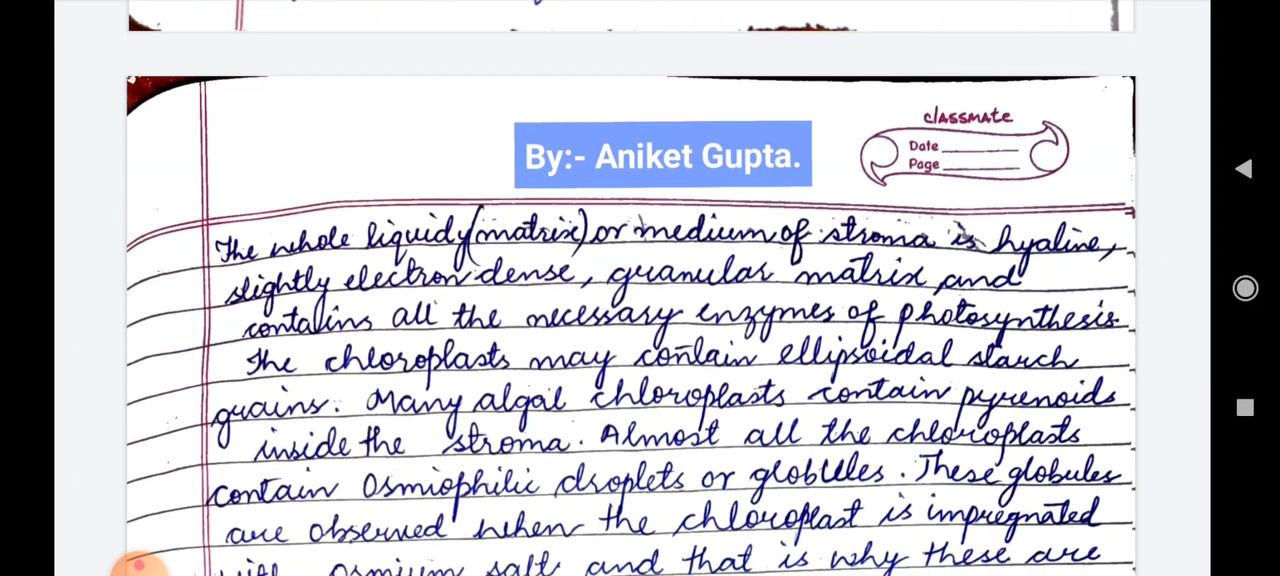 classmate
Date
Page
By:- Aniket Gupta.
The whole liquidy (matrix) or medium of stroma is hyaline,
slightly electron dense, granular matrix, and
contains all the necessary enzymes of photosynthesis.
The chloroplasts may contain ellipsoidal starch
grains. Many algal chloroplasts contain pyrenoids
inside the stroma. Almost all the chloroplasts
contain Osmiophilic droplets or globules. These globules
are observed when the chloroplast is impregnated
osmium salt and that is why these are